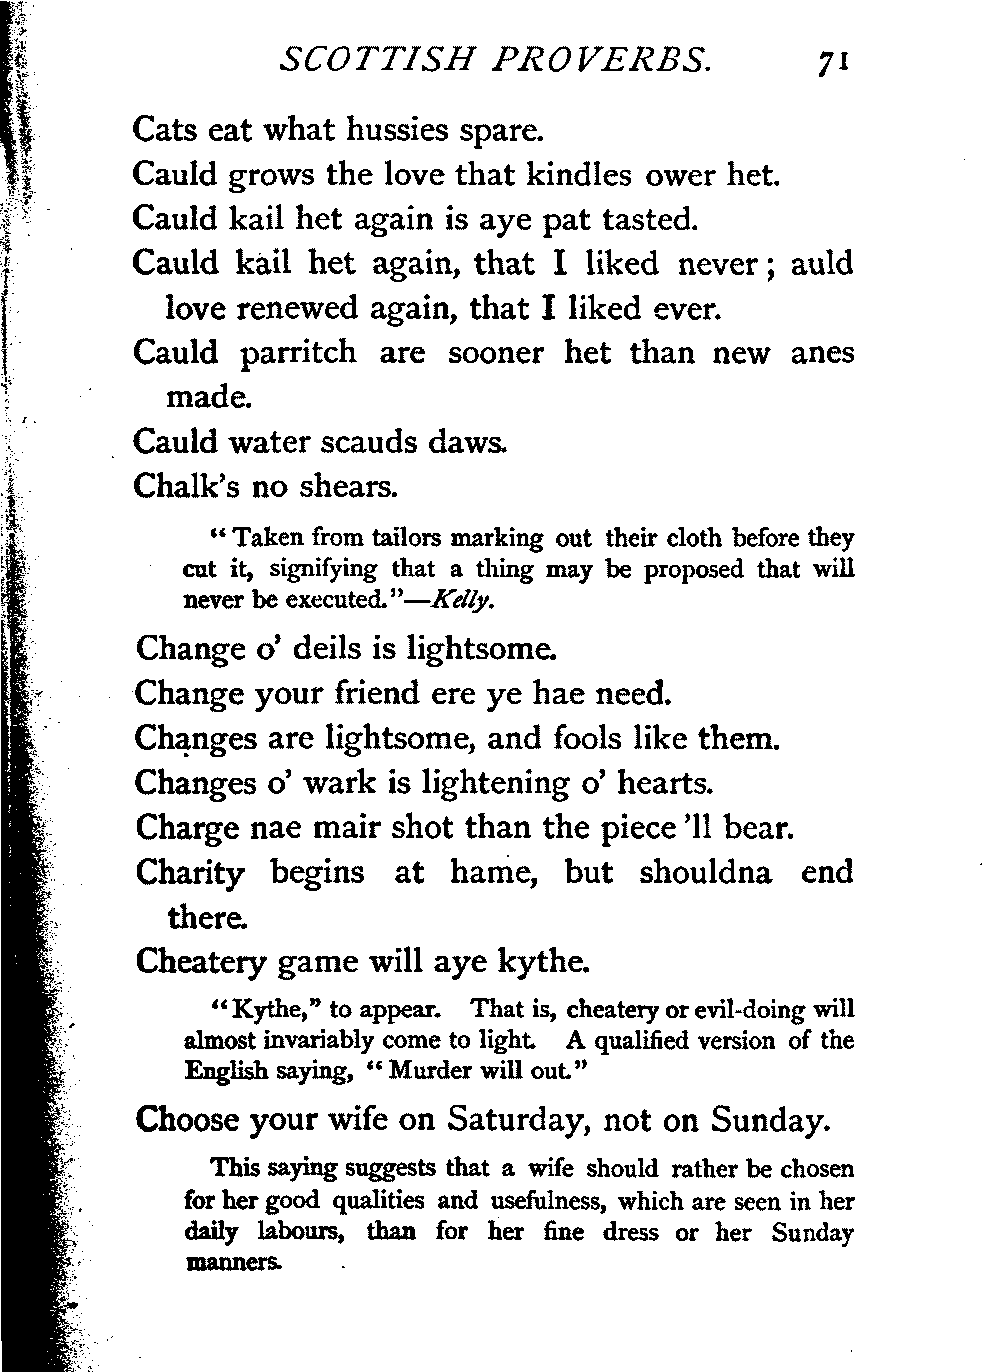 SCOTTISH PROVERBS. 71
Cats eat what hussies spare.
Cauld grows the love that kindles ower het.
Cauld kail het again is aye pat tasted.
Cauld kail het again, that I liked never; auld
love renewed again, that I liked ever.
Cauld parritch are sooner het than new anes
made.
Cauld water scauds daws.
Chalk's no shears.
"Taken from tailors marking out their cloth before they
cut it, signifying that a thing may be proposed that will
never be executed."—Kelly.
Change o' deils is lightsome.
Change your friend ere ye hae need.
Changes are lightsome, and fools like them.
Changes o' wark is lightening o' hearts.
Charge nae mair shot than the piece 'll bear.
Charity begins at hame, but shouldna end
there.
Cheatery game will aye kythe.
"Kythe," to appear. That is, cheatery or evil-doing will
almost invariably come to light. A qualified version of the
English saying, "Murder will out."
Choose your wife on Saturday, not on Sunday.
This saying suggests that a wife should rather be chosen
for her good qualities and usefulness, which are seen in her
daily labours, than for her fine dress or her Sunday
manners.